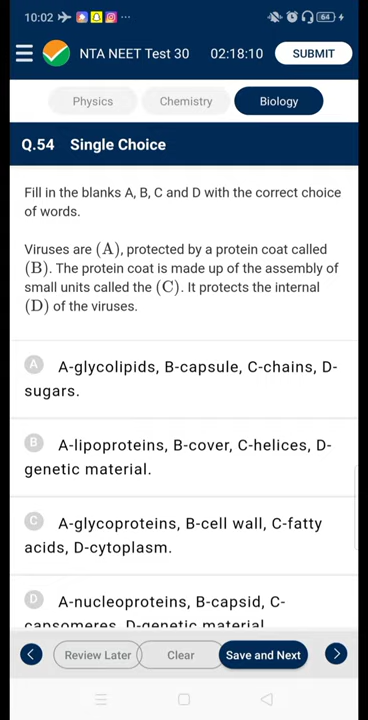 10:02
64
NTA NEET Test 30 02:18:10 SUBMIT
Physics Chemistry Biology
Q.54 Single Choice
Fill in the blanks A, B, C and D with the correct choice
of words.
Viruses are (A), protected by a protein coat called
(B). The protein coat is made up of the assembly of
small units called the (C). It protects the internal
(D) of the viruses.
A A-glycolipids, B-capsule, C-chains, D-
sugars.
B A-lipoproteins, B-cover, C-helices, D-
genetic material.
C A-glycoproteins, B-cell wall, C-fatty
acids, D-cytoplasm.
D A-nucleoproteins, B-capsid, C-
capsomeres, D-genetic material
Review Later Clear Save and Next